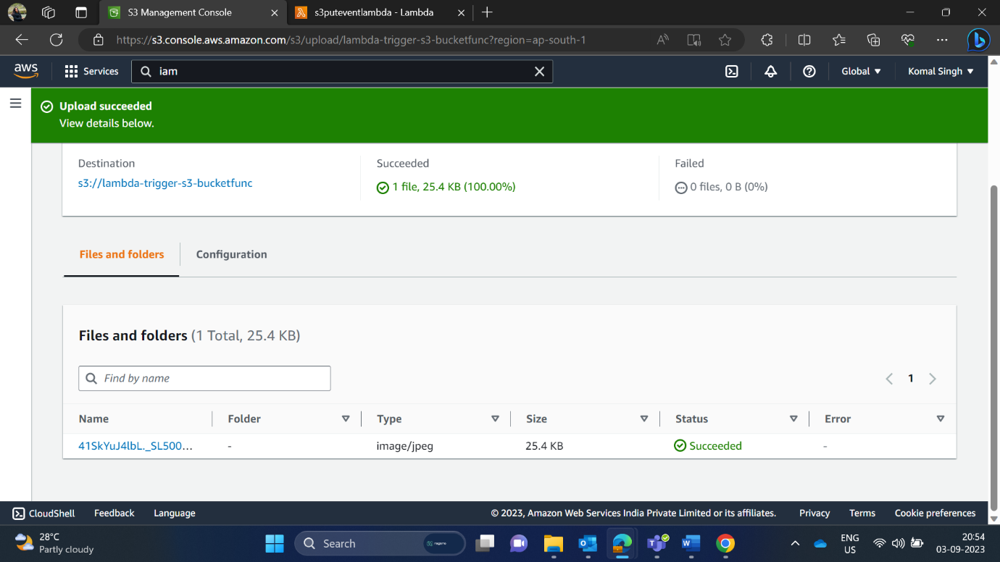 S3 Management Console
s3puteventlambda - Lambda
https://s3.console.aws.amazon.com/s3/upload/lambda-trigger-s3-bucketfunc?region=ap-south-1
aws
Services
iam
Global
Komal Singh
Upload succeeded
View details below.
Destination
Succeeded
Failed
s3://lambda-trigger-s3-bucketfunc
1 file, 25.4 KB (100.00%)
0 files, 0 B (0%)
Files and folders
Configuration
Files and folders (1 Total, 25.4 KB)
Find by name
1
Name
Folder
Type
Size
Status
Error
41SkYuJ4lbL._SL500...
-
image/jpeg
25.4 KB
Succeeded
-
CloudShell
Feedback
Language
© 2023, Amazon Web Services India Private Limited or its affiliates.
Privacy
Terms
Cookie preferences
28°C
Partly cloudy
Search
ENG
US
20:54
03-09-2023